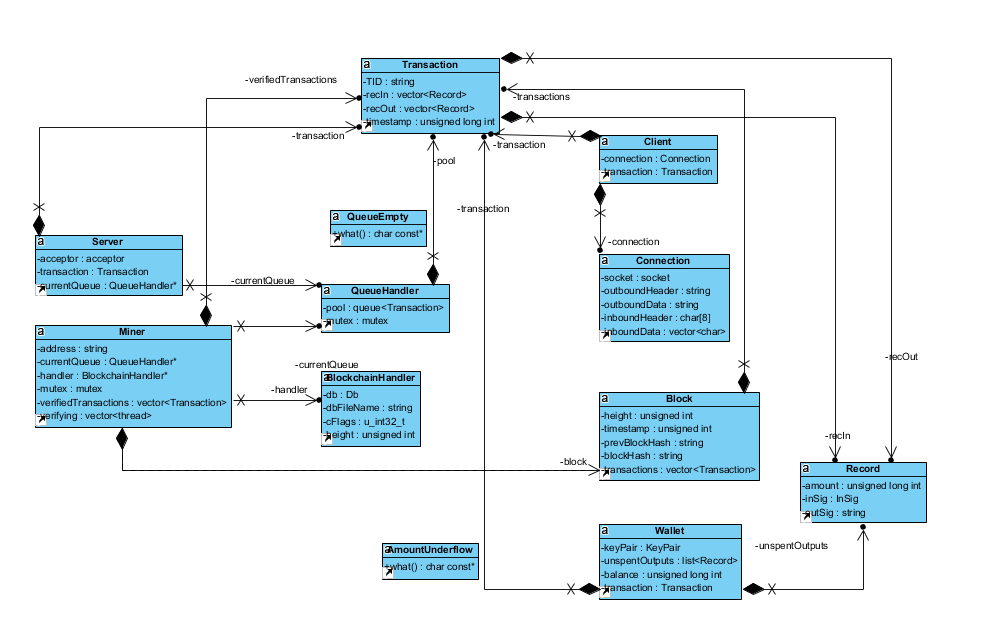 a Transaction
-TID : string
-recIn : vector<Record>
-recOut : vector<Record>
-timestamp : unsigned long int
-verifiedTransactions
-transactions
-transaction
-transaction
-pool
-transaction
a Client
-connection : Connection
-transaction : Transaction
-connection
a QueueEmpty
+what() : char const*
a Server
-acceptor : acceptor
-transaction : Transaction
-currentQueue : QueueHandler*
-currentQueue
a QueueHandler
-pool : queue<Transaction>
-mutex : mutex
a Connection
-socket : socket
-outboundHeader : string
-outboundData : string
-inboundHeader : char[8]
-inboundData : vector<char>
a Miner
-address : string
-currentQueue : QueueHandler*
-handler : BlockchainHandler*
-mutex : mutex
-verifiedTransactions : vector<Transaction>
-verifying : vector<thread>
-currentQueue
-handler
a BlockchainHandler
-db : Db
-dbFileName : string
-cFlags : u_int32_t
-height : unsigned int
-recOut
a Block
-height : unsigned int
-timestamp : unsigned int
-prevBlockHash : string
-blockHash : string
-transactions : vector<Transaction>
-block
-recIn
a Record
-amount : unsigned long int
-inSig : InSig
-outSig : string
a AmountUnderflow
+what() : char const*
a Wallet
-keyPair : KeyPair
-unspentOutputs : list<Record>
-balance : unsigned long int
-transaction : Transaction
-unspentOutputs